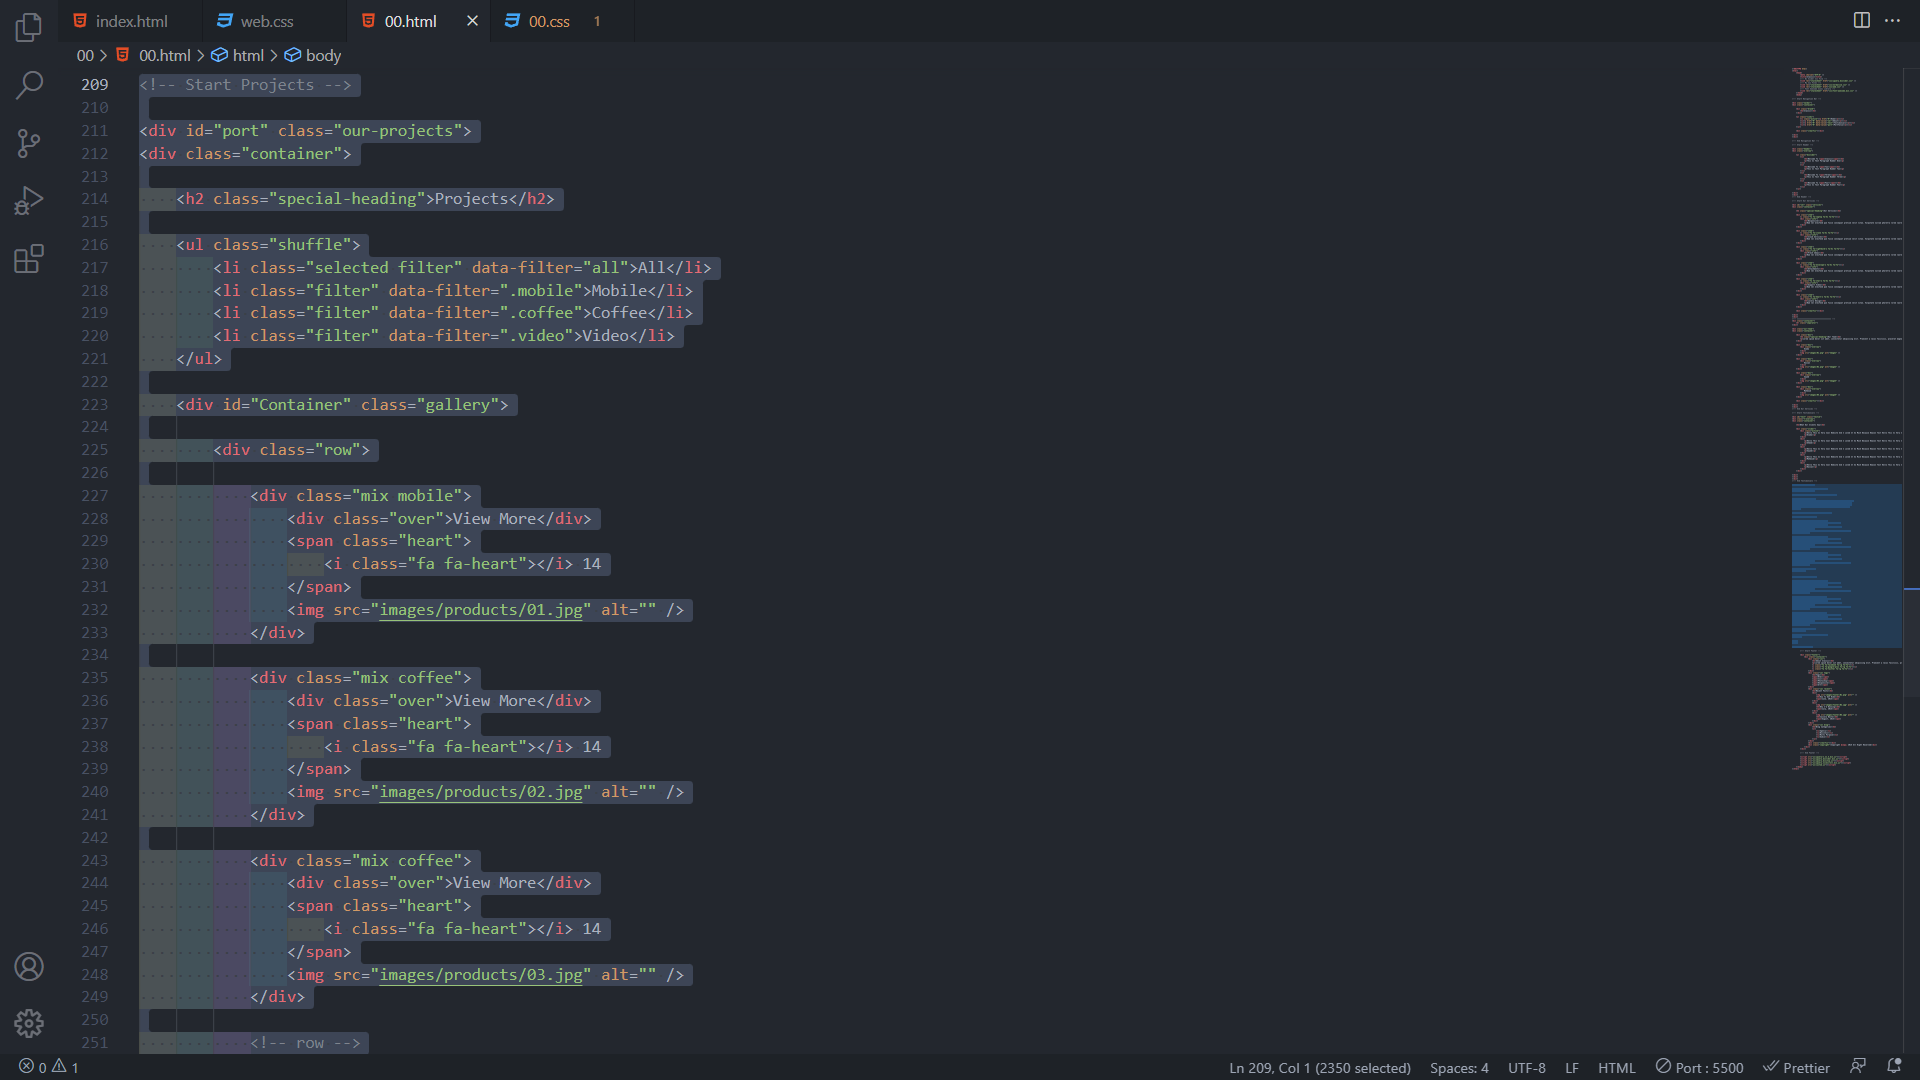 index.html web.css 00.html 00.css 1
00 > 00.html > html > body
209 <!-- Start Projects -->
210
211 <div id="port" class="our-projects">
212 <div class="container">
213
214 <h2 class="special-heading">Projects</h2>
215
216 <ul class="shuffle">
217 <li class="selected filter" data-filter="all">All</li>
218 <li class="filter" data-filter=".mobile">Mobile</li>
219 <li class="filter" data-filter=".coffee">Coffee</li>
220 <li class="filter" data-filter=".video">Video</li>
221 </ul>
222
223 <div id="Container" class="gallery">
224
225 <div class="row">
226
227 <div class="mix mobile">
228 <div class="over">View More</div>
229 <span class="heart">
230 <i class="fa fa-heart"></i> 14
231 </span>
232 <img src="images/products/01.jpg" alt="" />
233 </div>
234
235 <div class="mix coffee">
236 <div class="over">View More</div>
237 <span class="heart">
238 <i class="fa fa-heart"></i> 14
239 </span>
240 <img src="images/products/02.jpg" alt="" />
241 </div>
242
243 <div class="mix coffee">
244 <div class="over">View More</div>
245 <span class="heart">
246 <i class="fa fa-heart"></i> 14
247 </span>
248 <img src="images/products/03.jpg" alt="" />
249 </div>
250
251 <!-- row -->
0 1 Ln 209, Col 1 (2350 selected) Spaces: 4 UTF-8 LF HTML Port : 5500 Prettier